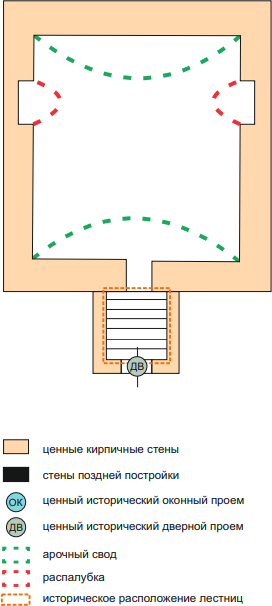 ДВ
ценные кирпичные стены
стены поздней постройки
ОК ценный исторический оконный проем
ДВ ценный исторический дверной проем
арочный свод
распалубка
историческое расположение лестниц